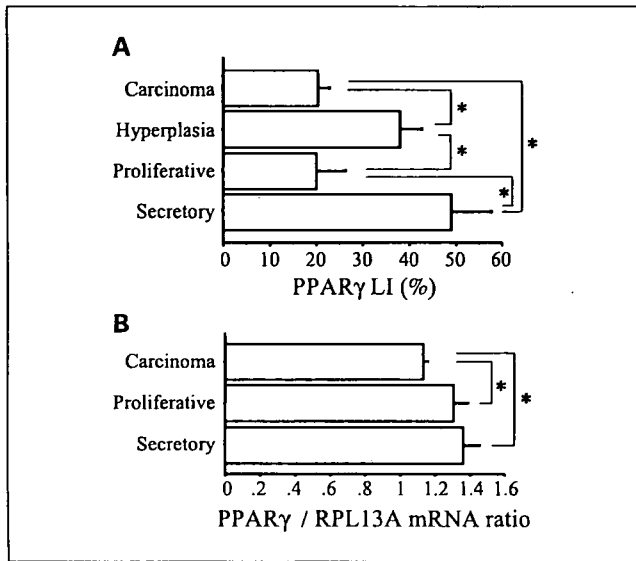 A
Carcinoma
Hyperplasia
Proliferative
Secretory
*
*
*
*
0 10 20 30 40 50 60
PPARγ LI (%)
B
Carcinoma
Proliferative
Secretory
*
*
0 .2 .4 .6 .8 1 1.2 1.4 1.6
PPARγ / RPL13A mRNA ratio